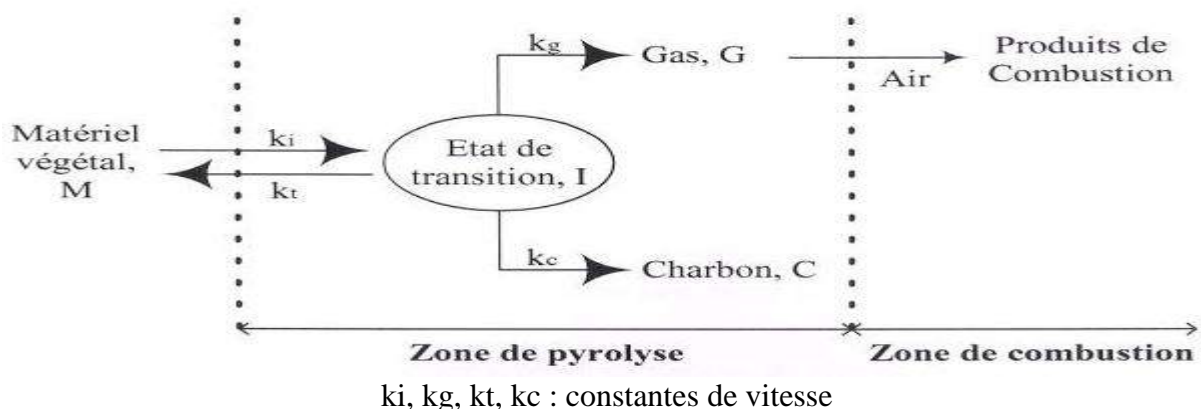 kg
Gas, G
Air
Produits de
Combustion
Matériel
végétal,
M
ki
kt
Etat de
transition, I
kc
Charbon, C
Zone de pyrolyse
Zone de combustion
ki, kg, kt, kc : constantes de vitesse